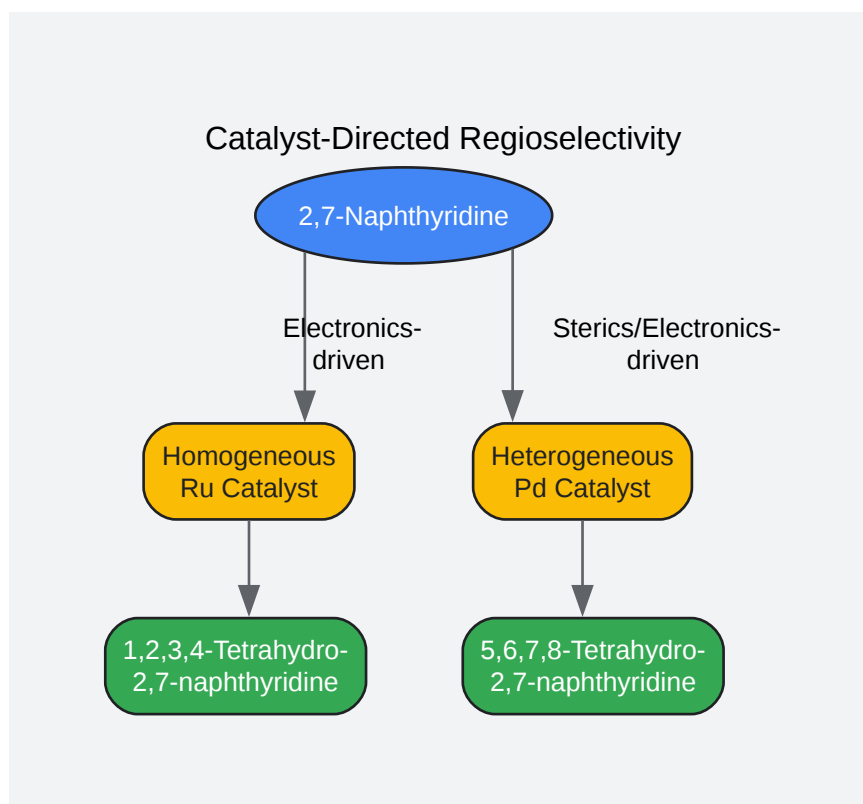 Catalyst-Directed Regioselectivity
2,7-Naphthyridine
Electronics-
driven
Sterics/Electronics-
driven
Homogeneous
Ru Catalyst
Heterogeneous
Pd Catalyst
1,2,3,4-Tetrahydro-
2,7-naphthyridine
5,6,7,8-Tetrahydro-
2,7-naphthyridine